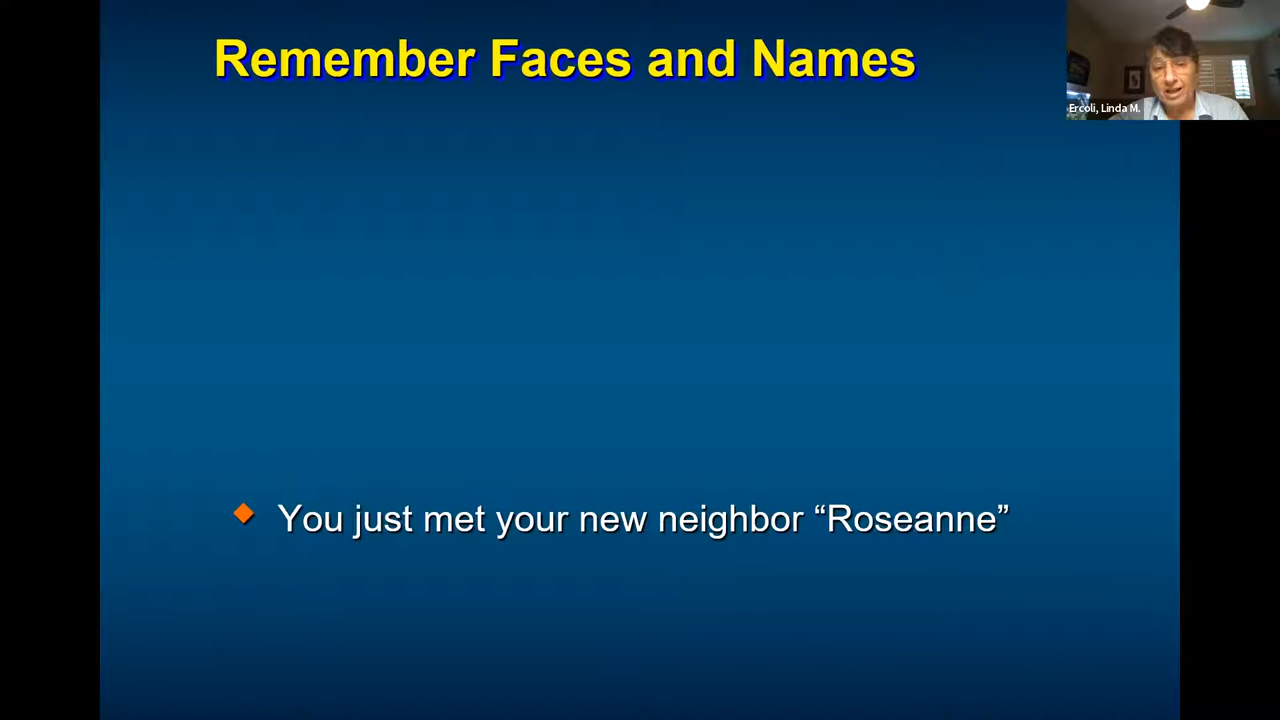 Remember Faces and Names
Ercoli, Linda M.
You just met your new neighbor “Roseanne”